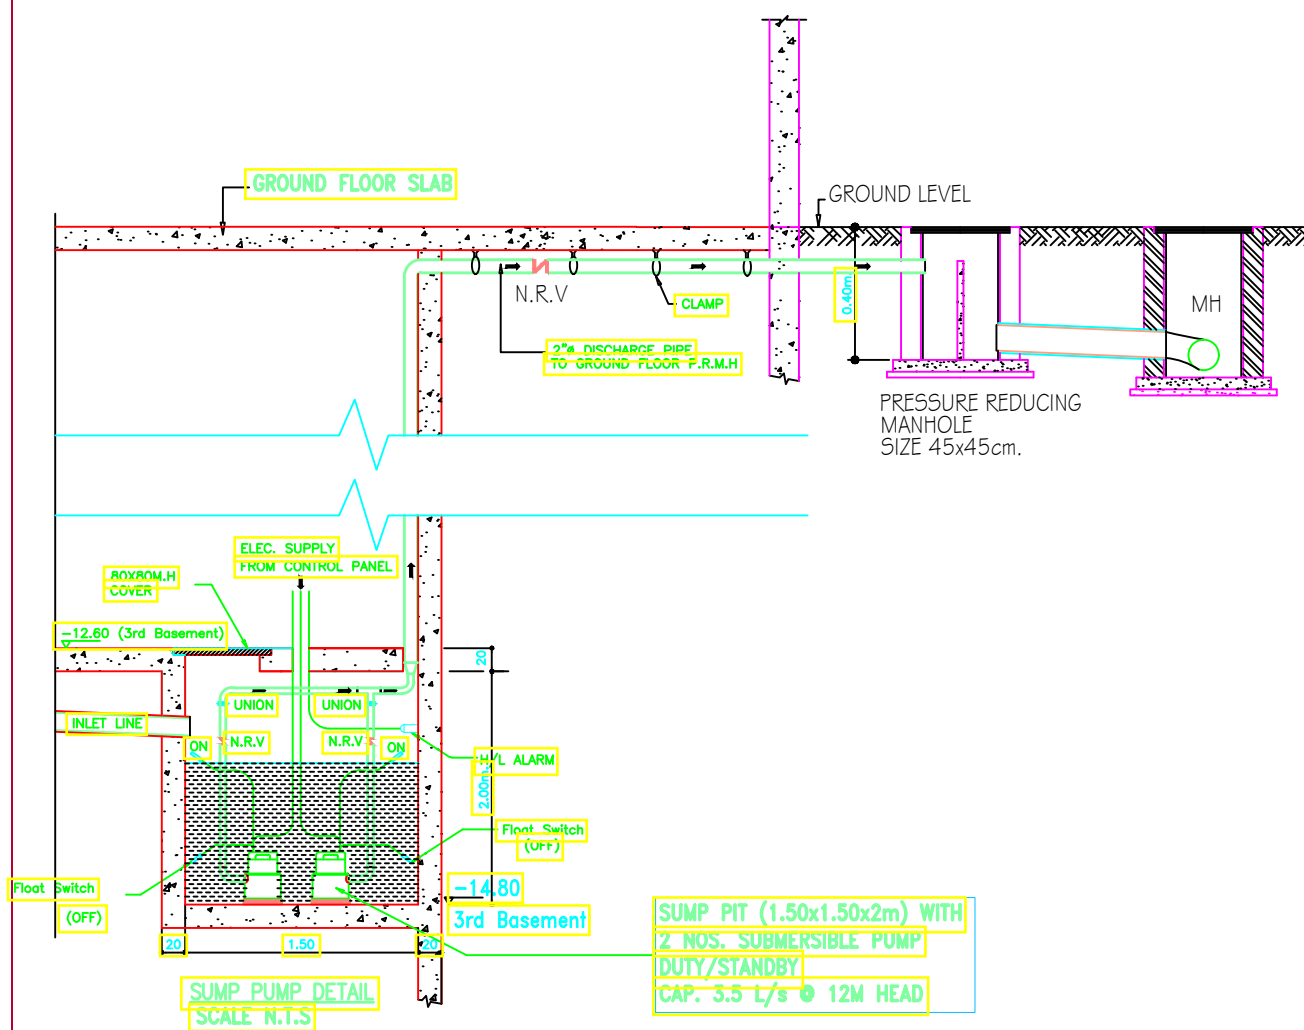 GROUND FLOOR SLAB
GROUND LEVEL
N.R.V
CLAMP
0.40m.
MH
2"ø DISCHARGE PIPE
TO GROUND FLOOR P.R.M.H
PRESSURE REDUCING
MANHOLE
SIZE 45x45cm.
ELEC. SUPPLY
FROM CONTROL PANEL
80X80M.H
COVER
-12.60 (3rd Basement)
20
UNION
UNION
INLET LINE
ON
N.R.V
N.R.V
ON
H/L ALARM
2.00m.
Float Switch
(OFF)
Float Switch
(OFF)
-14.80
3rd Basement
20
1.50
20
SUMP PIT (1.50x1.50x2m) WITH
2 NOS. SUBMERSIBLE PUMP
DUTY/STANDBY
CAP. 3.5 L/s @ 12M HEAD
SUMP PUMP DETAIL
SCALE N.T.S